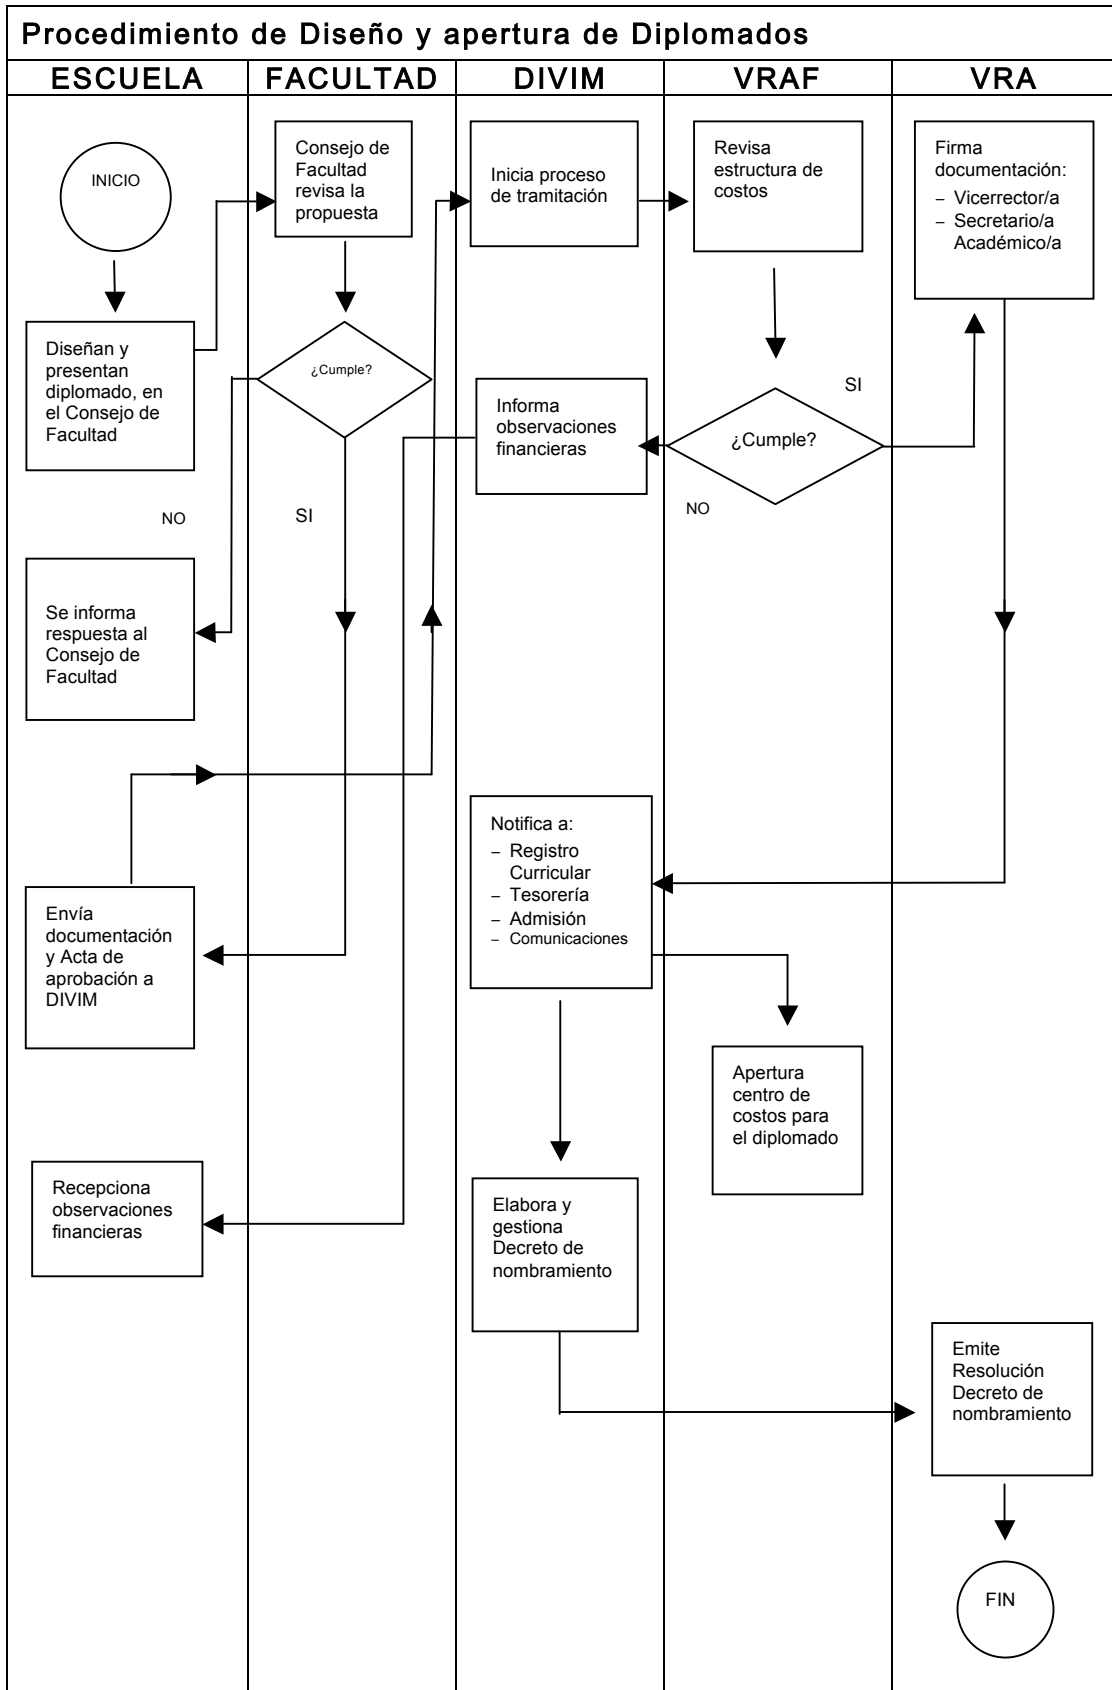 Procedimiento de Diseño y apertura de Diplomados
ESCUELA
FACULTAD
DIVIM
VRAF
VRA
INICIO
Consejo de
Facultad
revisa la
propuesta
Inicia proceso
de tramitación
Revisa
estructura de
costos
Firma
documentación:
– Vicerrector/a
– Secretario/a
Académico/a
Diseñan y
presentan
diplomado, en
el Consejo de
Facultad
¿Cumple?
Informa
observaciones
financieras
¿Cumple?
SI
NO
NO
SI
Se informa
respuesta al
Consejo de
Facultad
Notifica a:
– Registro
Curricular
– Tesorería
– Admisión
– Comunicaciones
Envía
documentación
y Acta de
aprobación a
DIVIM
Apertura
centro de
costos para
el diplomado
Recepciona
observaciones
financieras
Elabora y
gestiona
Decreto de
nombramiento
Emite
Resolución
Decreto de
nombramiento
FIN